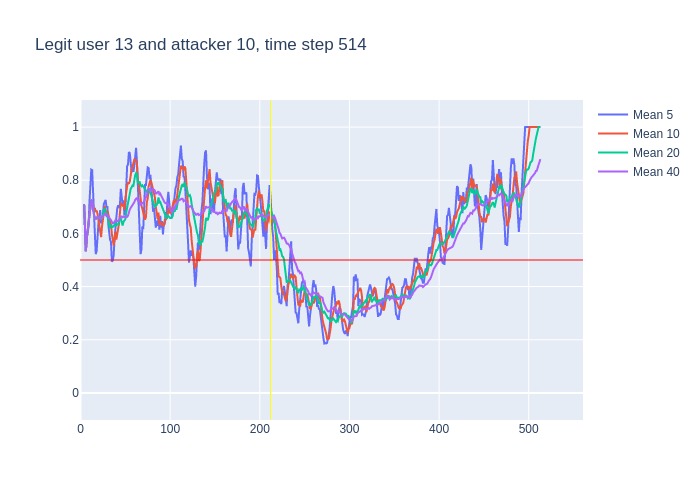 Legit user 13 and attacker 10, time step 514
Mean 5
Mean 10
Mean 20
Mean 40
1
0.8
0.6
0.4
0.2
0
0 100 200 300 400 500